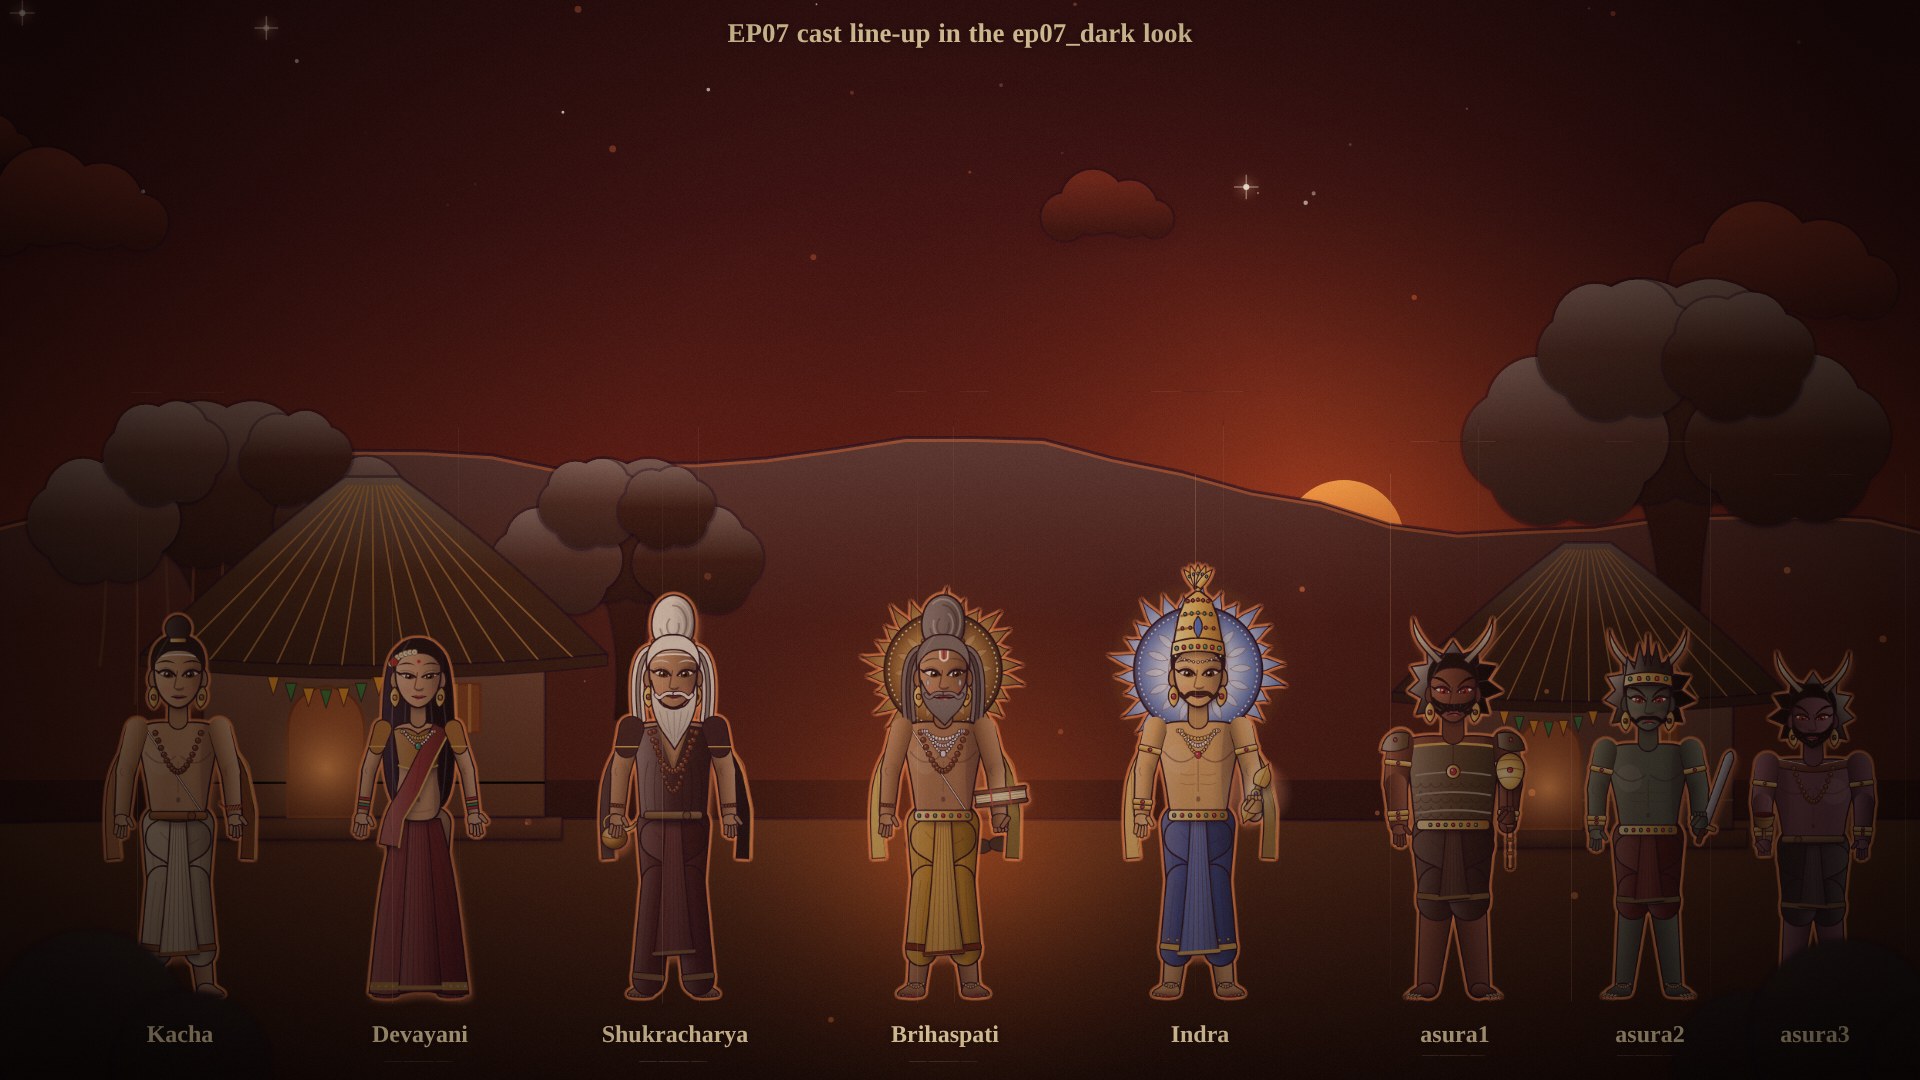 EP07 cast line-up in the ep07_dark look
Kacha
Devayani
Shukracharya
Brihaspati
Indra
asura1
asura2
asura3